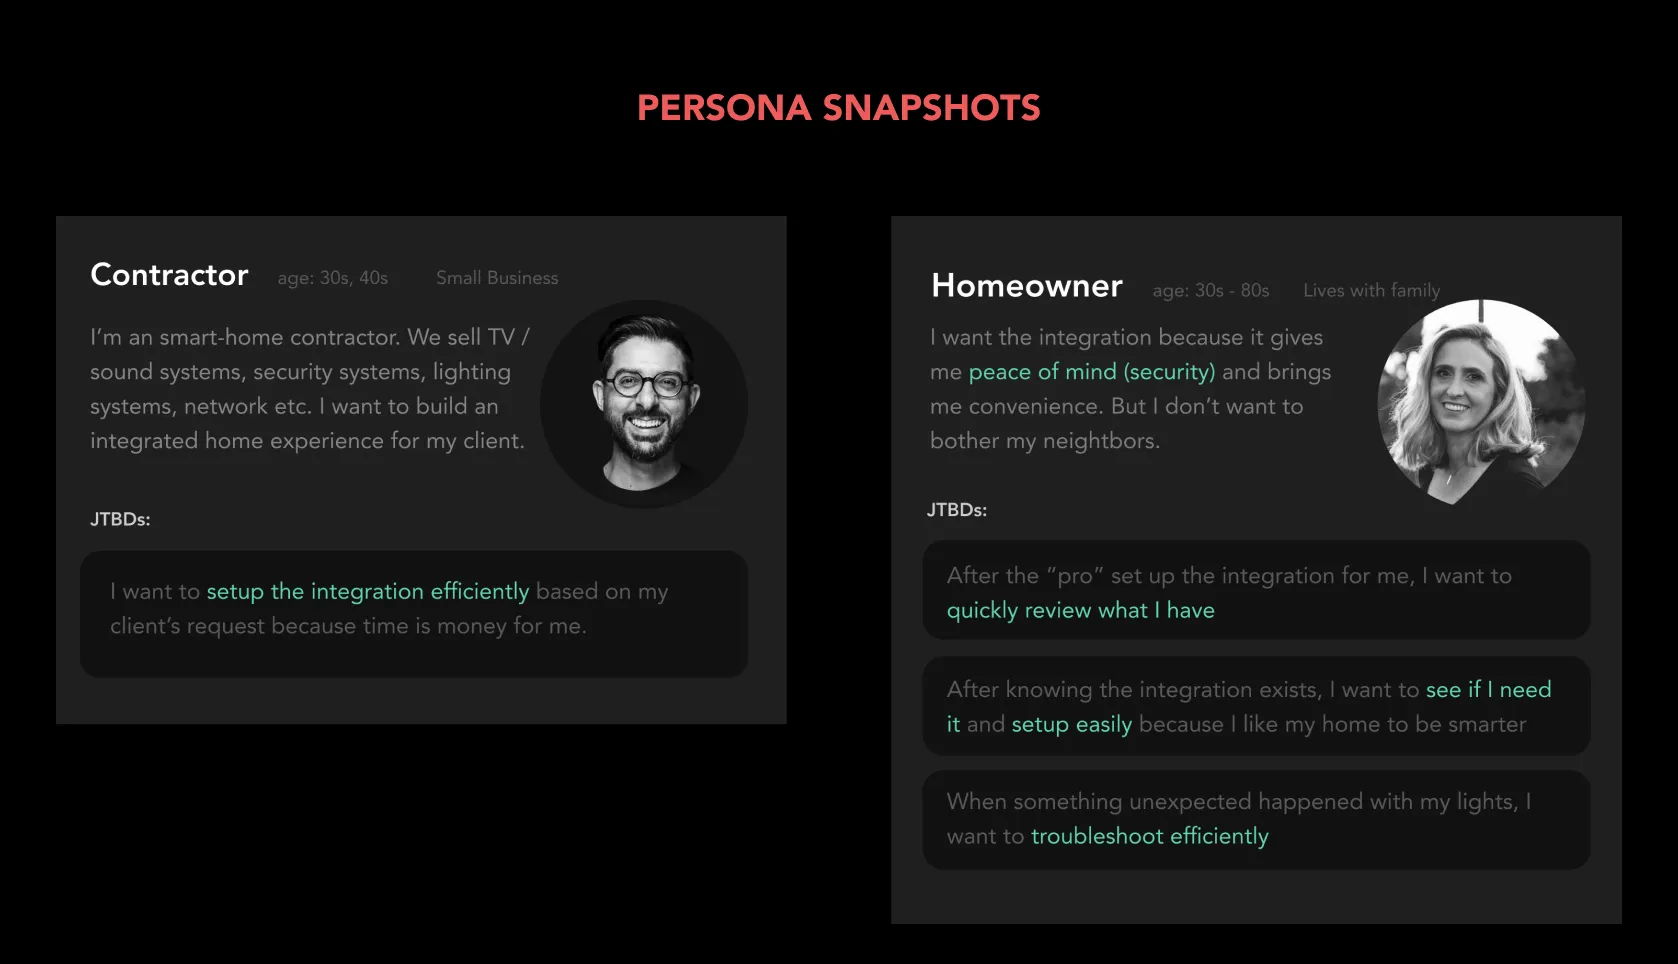 PERSONA SNAPSHOTS
Contractor age: 30s, 40s Small Business
I’m an smart-home contractor. We sell TV /
sound systems, security systems, lighting
systems, network etc. I want to build an
integrated home experience for my client.
JTBDs:
I want to setup the integration efficiently based on my
client’s request because time is money for me.
Homeowner age: 30s - 80s Lives with family
I want the integration because it gives
me peace of mind (security) and brings
me convenience. But I don’t want to
bother my neighbors.
JTBDs:
After the “pro” set up the integration for me, I want to
quickly review what I have
After knowing the integration exists, I want to see if I need
it and setup easily because I like my home to be smarter
When something unexpected happened with my lights, I
want to troubleshoot efficiently